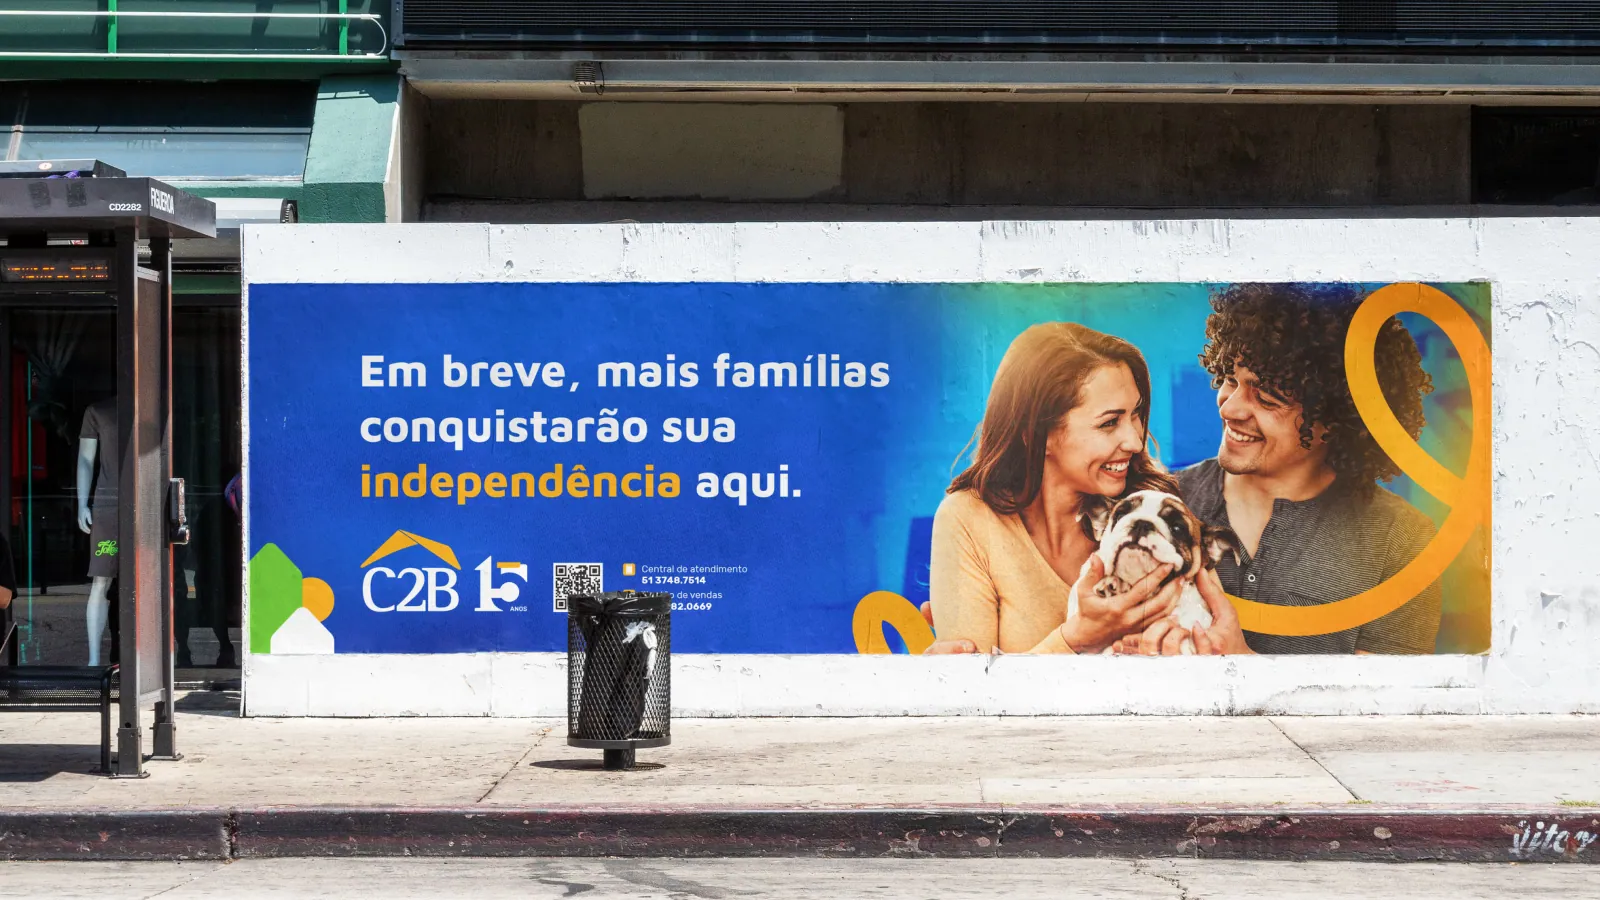 CD2282
FIGUEROA
Em breve, mais famílias
conquistarão sua
independência aqui.
C2B
15
ANOS
Central de atendimento
51 3748.7514
de vendas
82.0669